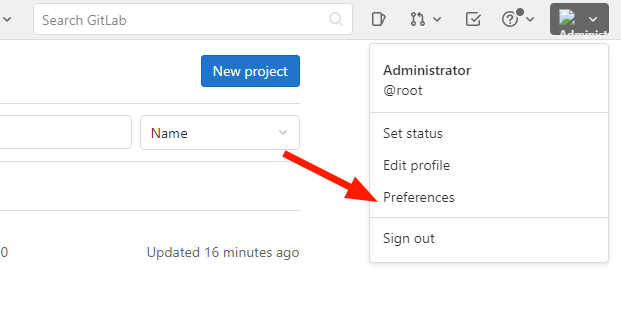 Search GitLab
Administ
New project
Administrator
@root
Name
Set status
Edit profile
Preferences
0
Updated 16 minutes ago
Sign out